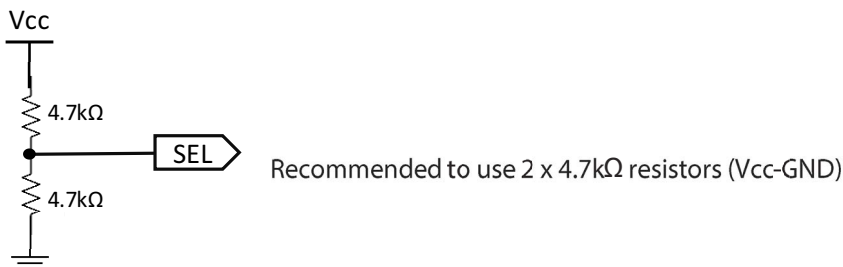 Vcc
4.7kΩ
SEL
Recommended to use 2 x 4.7kΩ resistors (Vcc-GND)
4.7kΩ